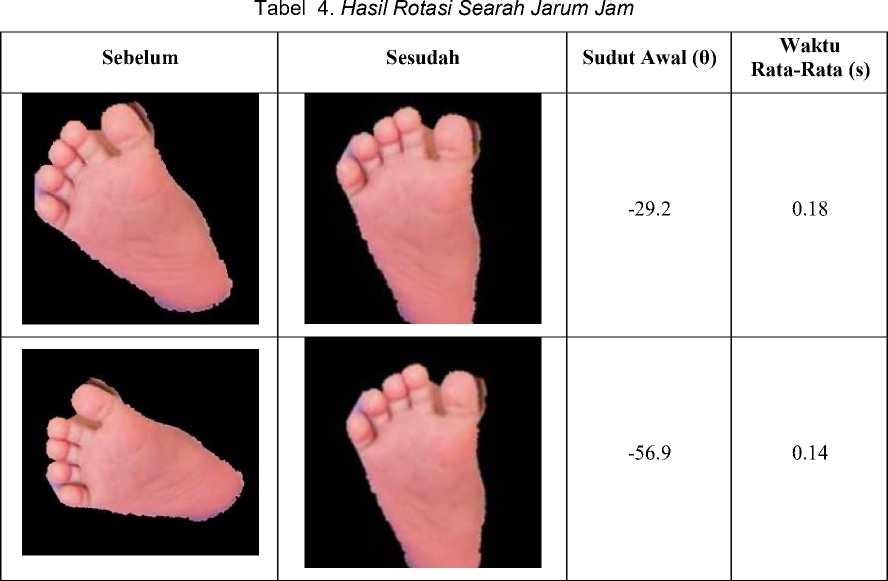 Tabel 4. Hasil Rotasi Searah Jarum Jam
Sebelum
Sesudah
Sudut Awal (θ)
Waktu
Rata-Rata (s)
-29.2
0.18
-56.9
0.14